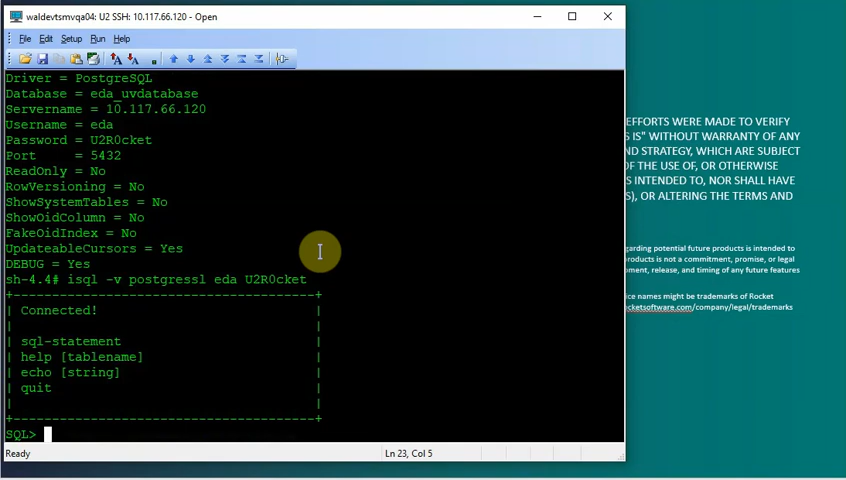 waldevtsmvqa04: U2 SSH: 10.117.66.120 - Open
File Edit Setup Run Help
Driver = PostgreSQL
Database = eda_uvdatabase
Servername = 10.117.66.120
Username = eda
Password = U2R0cket
Port     = 5432
ReadOnly = No
RowVersioning = No
ShowSystemTables = No
ShowOidColumn = No
FakeOidIndex = No
UpdateableCursors = Yes
DEBUG = Yes
sh-4.4# isql -v postgressl eda U2R0cket
+---------------------------------------+
| Connected!                            |
|                                       |
| sql-statement                         |
| help [tablename]                      |
| echo [string]                         |
| quit                                  |
|                                       |
+---------------------------------------+
SQL>
Ready Ln 23, Col 5
EFFORTS WERE MADE TO VERIFY
IS" WITHOUT WARRANTY OF ANY
ND STRATEGY, WHICH ARE SUBJECT
OF THE USE OF, OR OTHERWISE
S INTENDED TO, NOR SHALL HAVE
S), OR ALTERING THE TERMS AND
egarding potential future products is intended to
products is not a commitment, promise, or legal
opment, release, and timing of any future features
vice names might be trademarks of Rocket
rocketsoftware.com/company/legal/trademarks